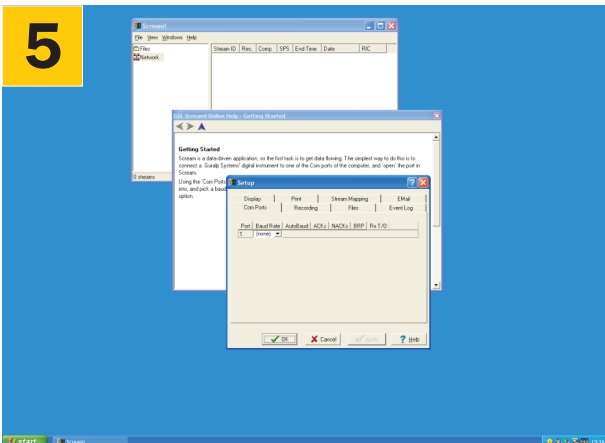 5
Scream!
File View Windows Help
Files
Network
Stream ID Rec. Comp. SPS End Time Date RIC
0 streams
GSL Scream! Online Help - Getting Started
Getting Started
Scream is a data-driven application, so the first task is to get data flowing. The simplest way to do this is to
connect a Guralp Systems' digital instrument to one of the Com ports of the computer, and 'open' the port in
Scream.
Using the 'Com Ports
into, and pick a baud
option.
Setup
Display Print Stream Mapping EMail
Com Ports Recording Files Event Log
Port Baud Rate AutoBaud ACKs NACKs BRP Rx T/O
1 (none)
OK Cancel Apply Help
start Scream!